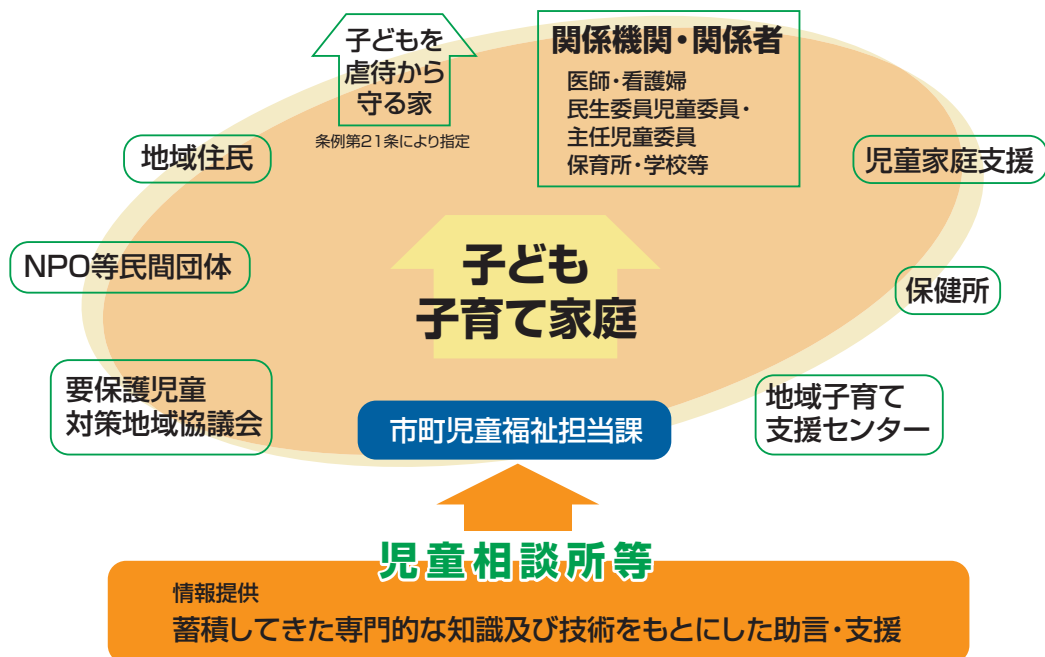 子どもを
虐待から
守る家
条例第21条により指定
関係機関・関係者
医師・看護婦
民生委員児童委員・
主任児童委員
保育所・学校等
地域住民
児童家庭支援
NPO等民間団体
子ども
子育て家庭
保健所
要保護児童
対策地域協議会
市町児童福祉担当課
地域子育て
支援センター
児童相談所等
情報提供
蓄積してきた専門的な知識及び技術をもとにした助言・支援